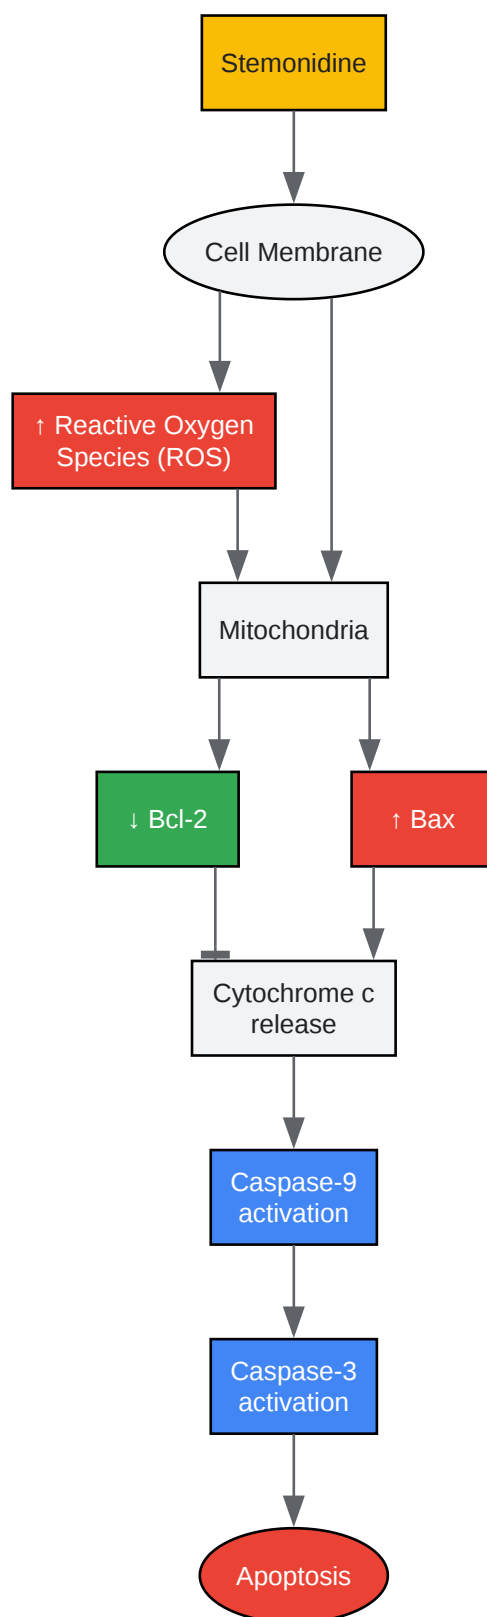 Stemonidine
Cell Membrane
↑ Reactive Oxygen
Species (ROS)
Mitochondria
↓ Bcl-2
↑ Bax
Cytochrome c
release
Caspase-9
activation
Caspase-3
activation
Apoptosis